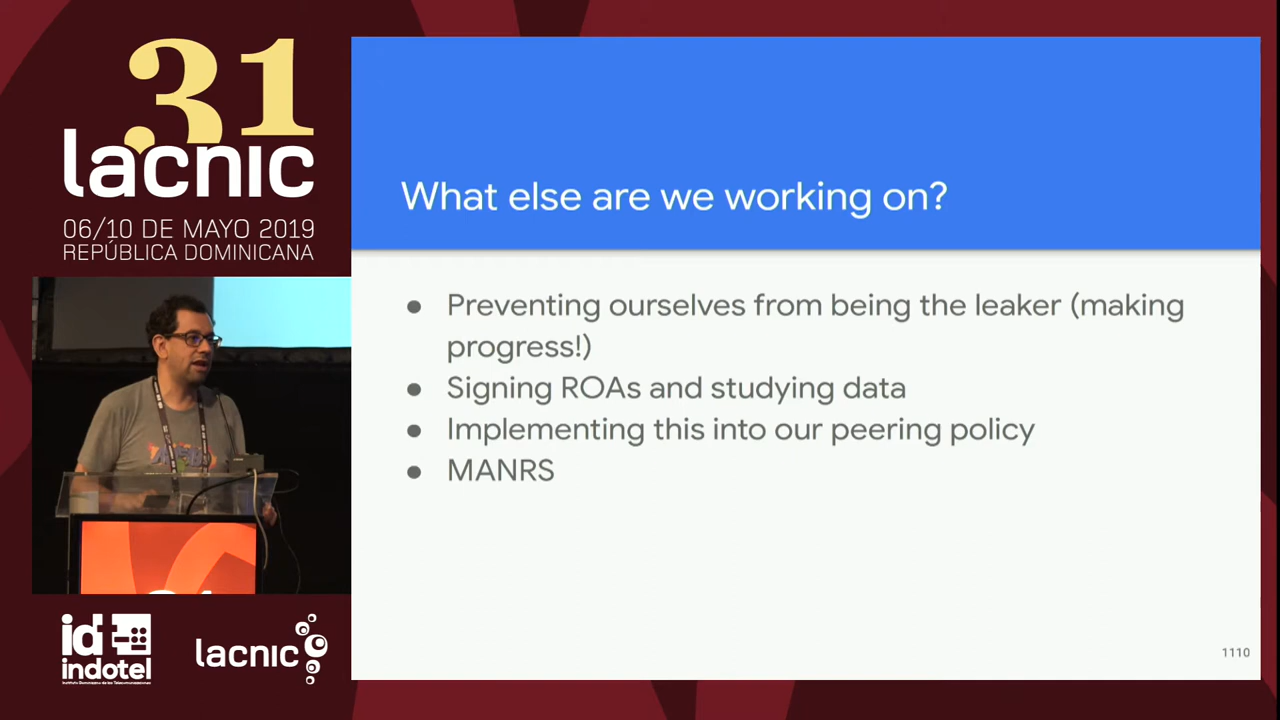 31
lacnic
06/10 DE MAYO 2019
REPÚBLICA DOMINICANA
What else are we working on?
● Preventing ourselves from being the leaker (making
progress!)
● Signing ROAs and studying data
● Implementing this into our peering policy
● MANRS
1110
id
indotel
lacnic